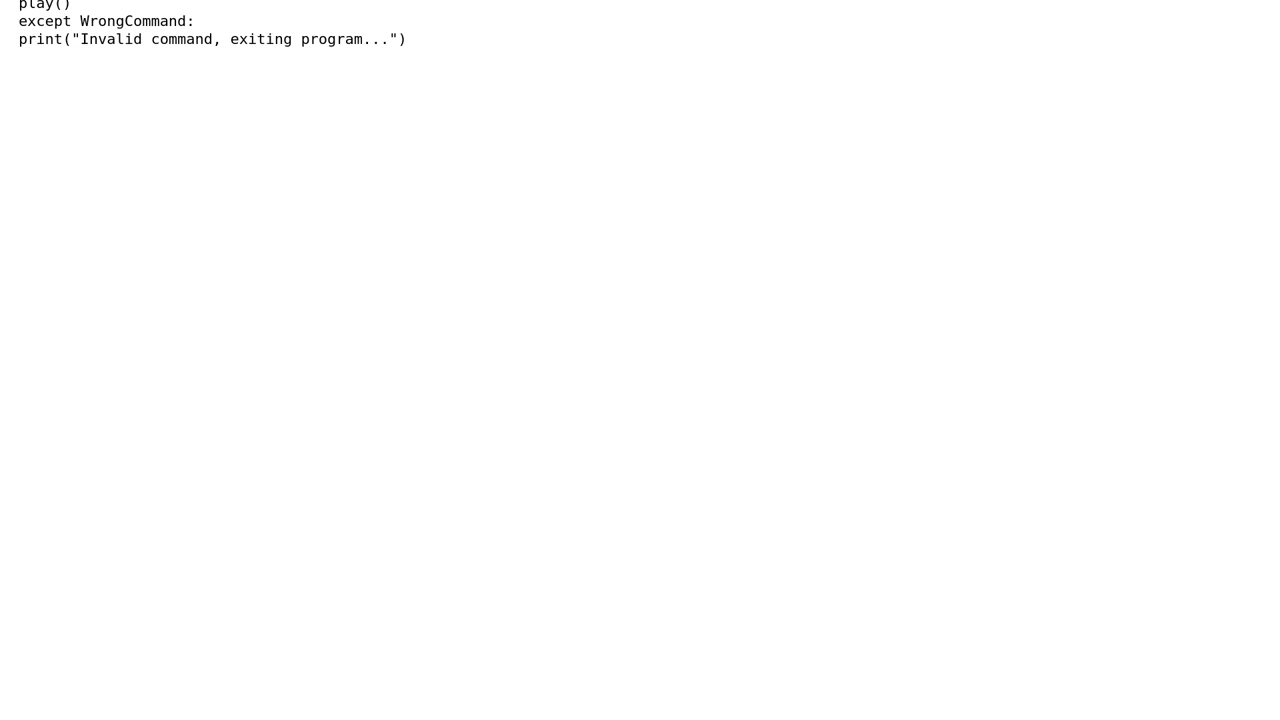 play()
except WrongCommand:
print("Invalid command, exiting program...")